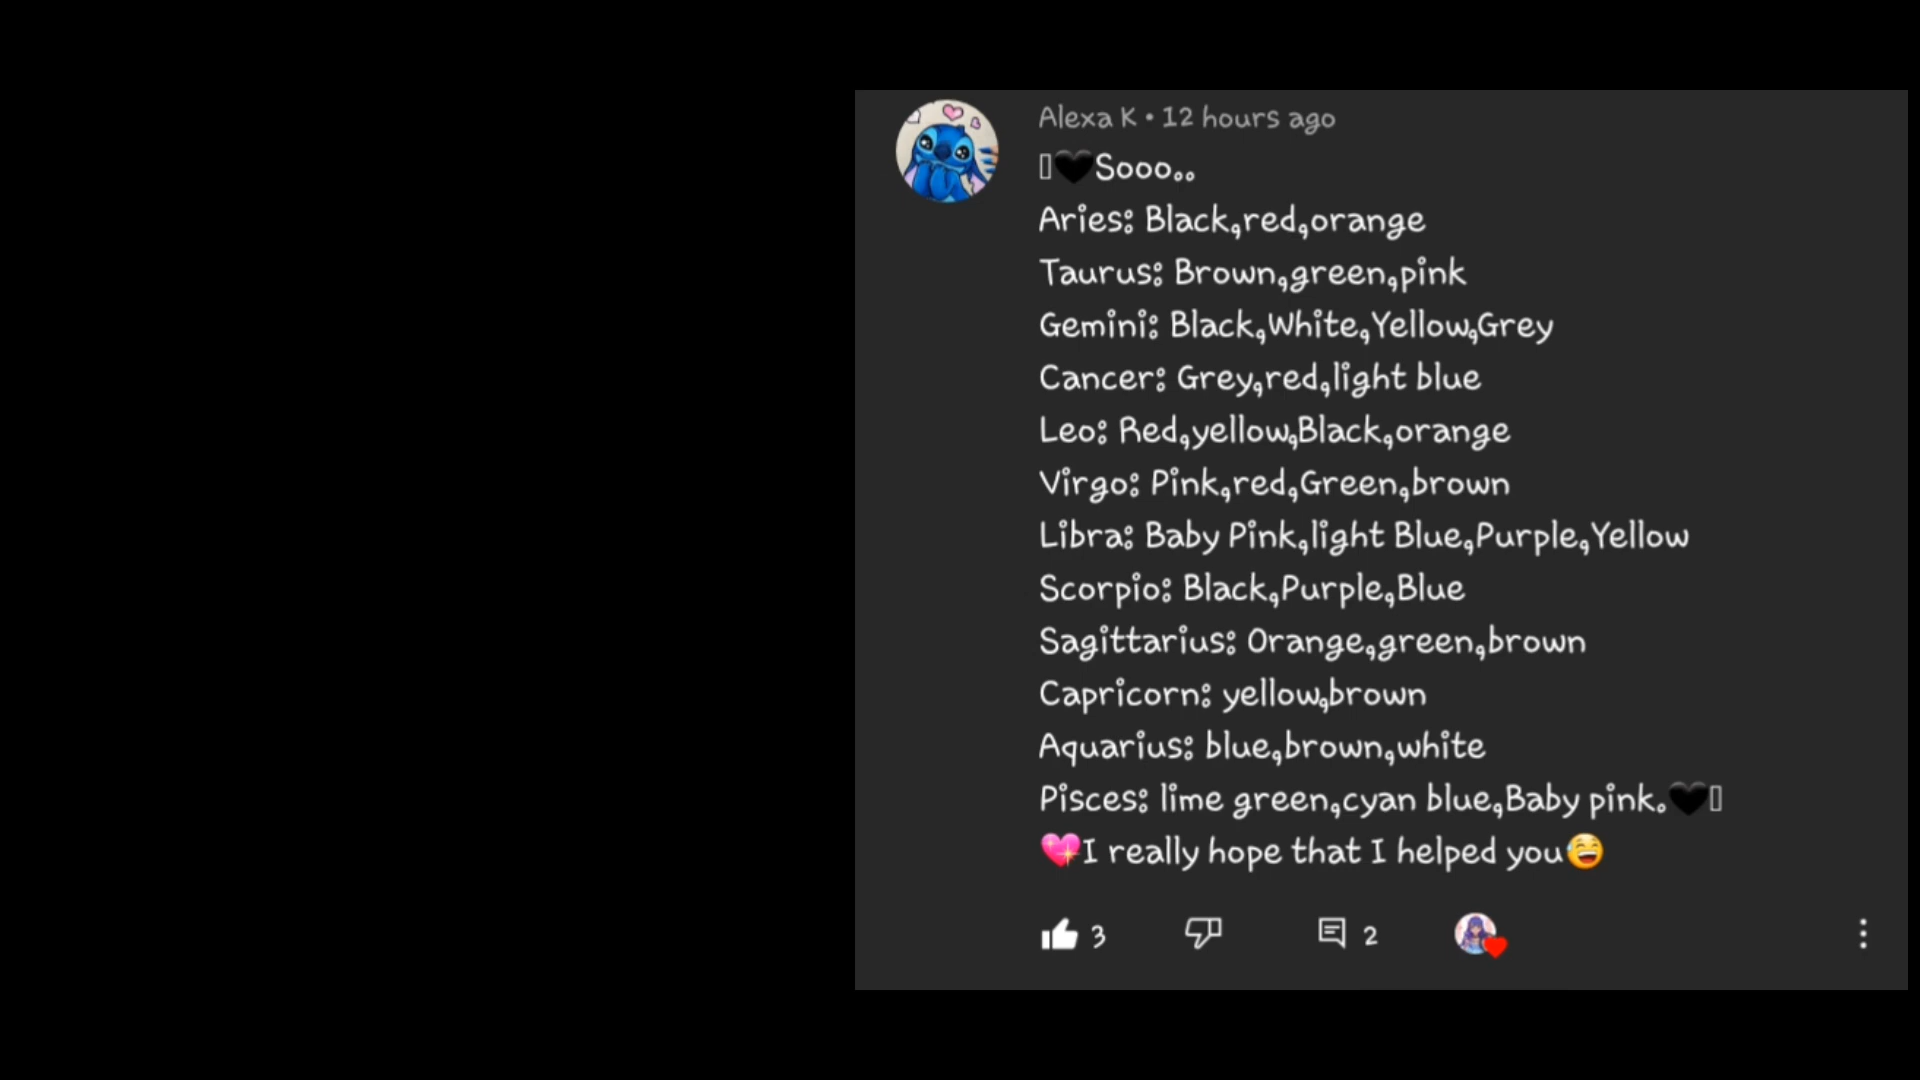 Alexa K • 12 hours ago
🖤Sooo..
Aries: Black,red,orange
Taurus: Brown,green,pink
Gemini: Black,White,Yellow,Grey
Cancer: Grey,red,light blue
Leo: Red,yellow,Black,orange
Virgo: Pink,red,Green,brown
Libra: Baby Pink,light Blue,Purple,Yellow
Scorpio: Black,Purple,Blue
Sagittarius: Orange,green,brown
Capricorn: yellow,brown
Aquarius: blue,brown,white
Pisces: lime green,cyan blue,Baby pink.🖤
💖I really hope that I helped you😅
3 2